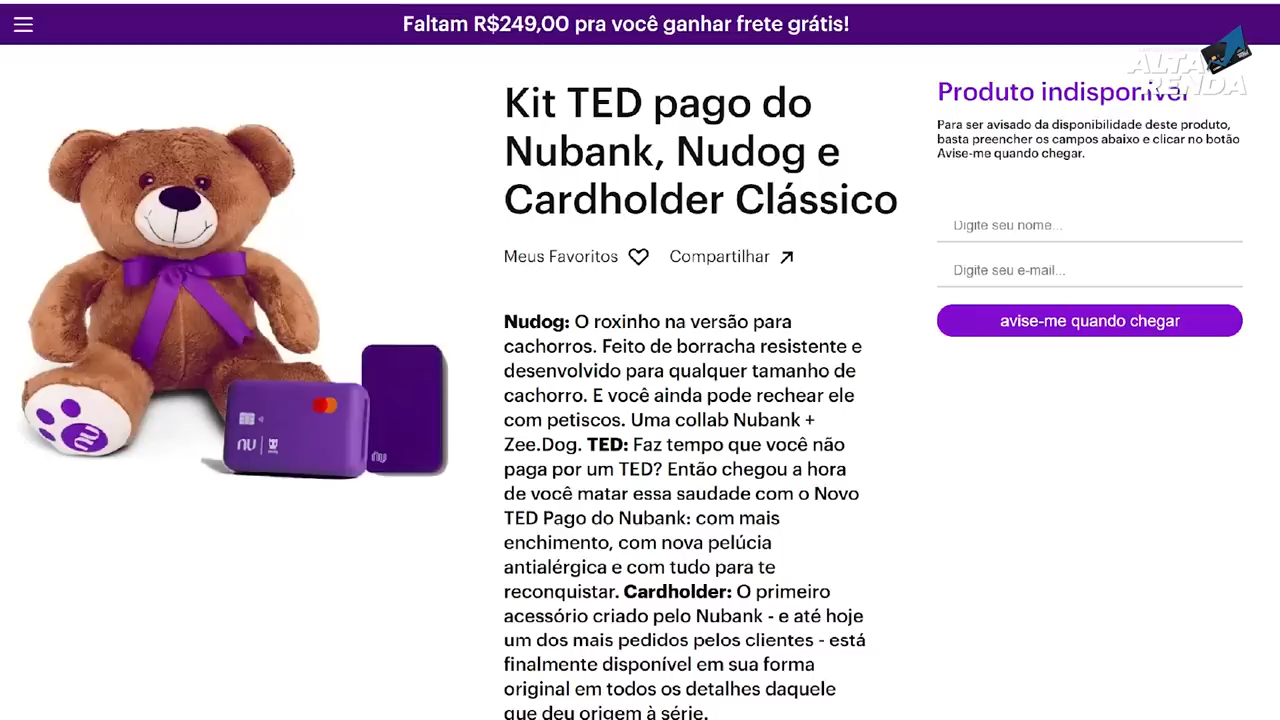 Faltam R$249,00 pra você ganhar frete grátis!
ALTA RENDA
Kit TED pago do
Nubank, Nudog e
Cardholder Clássico
Meus Favoritos
Compartilhar
Nudog: O roxinho na versão para
cachorros. Feito de borracha resistente e
desenvolvido para qualquer tamanho de
cachorro. E você ainda pode rechear ele
com petiscos. Uma collab Nubank +
Zee.Dog. TED: Faz tempo que você não
paga por um TED? Então chegou a hora
de você matar essa saudade com o Novo
TED Pago do Nubank: com mais
enchimento, com nova pelúcia
antialérgica e com tudo para te
reconquistar. Cardholder: O primeiro
acessório criado pelo Nubank - e até hoje
um dos mais pedidos pelos clientes - está
finalmente disponível em sua forma
original em todos os detalhes daquele
que deu origem à série.
Produto indisponível
Para ser avisado da disponibilidade deste produto,
basta preencher os campos abaixo e clicar no botão
Avise-me quando chegar.
Digite seu nome...
Digite seu e-mail...
avise-me quando chegar
nu
nu
nu